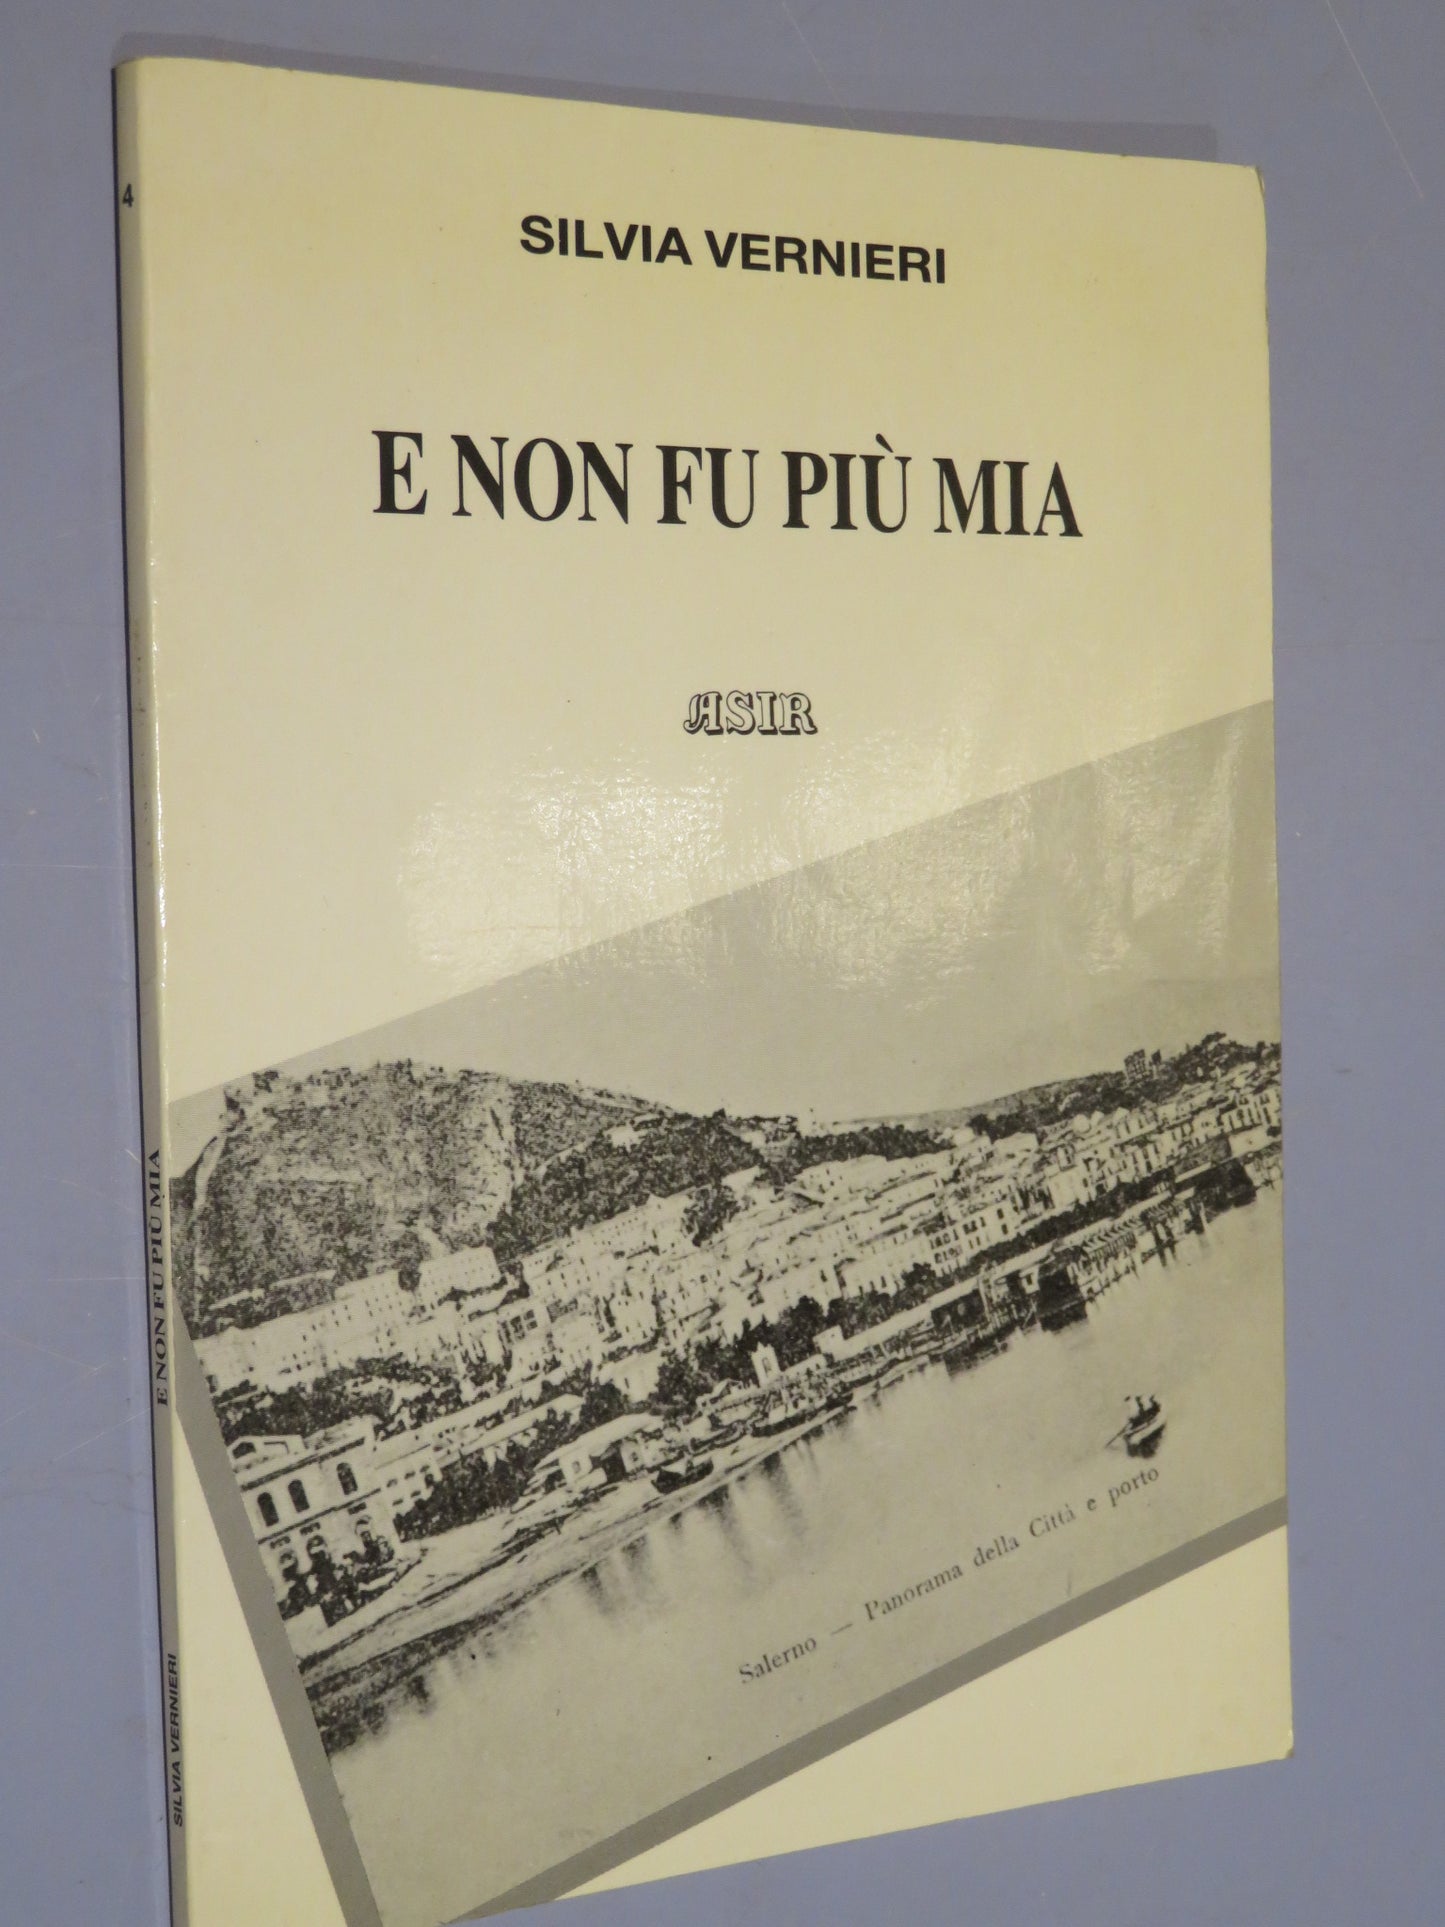 SILVIA VERNIERI
E NON FU PIÙ MIA
ASIR
Salerno — Panorama della Città e porto
4
E NON FU PIÙ MIA
SILVIA VERNIERI